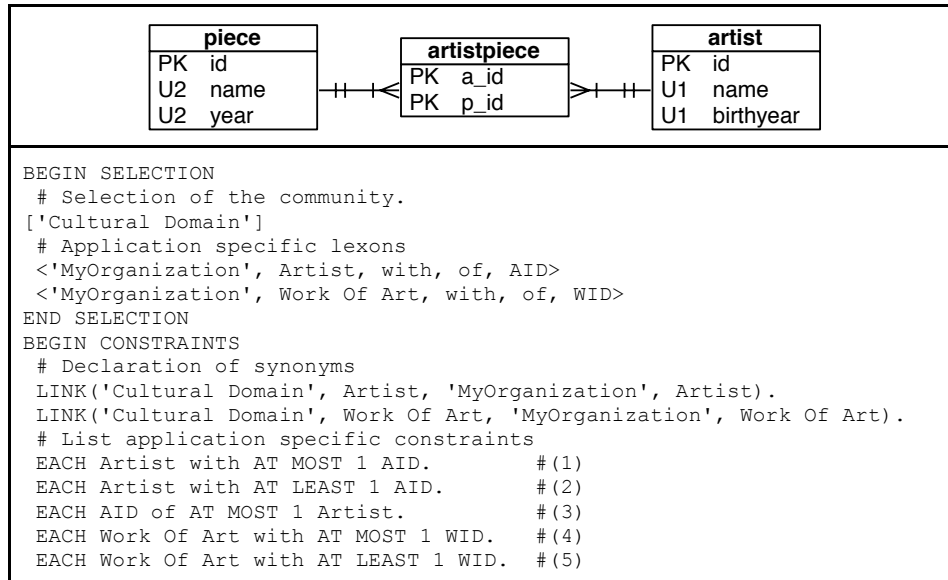 piece
PK id
U2 name
U2 year
artistpiece
PK a_id
PK p_id
artist
PK id
U1 name
U1 birthyear
BEGIN SELECTION
# Selection of the community.
['Cultural Domain']
# Application specific lexons
<'MyOrganization', Artist, with, of, AID>
<'MyOrganization', Work Of Art, with, of, WID>
END SELECTION
BEGIN CONSTRAINTS
# Declaration of synonyms
LINK('Cultural Domain', Artist, 'MyOrganization', Artist).
LINK('Cultural Domain', Work Of Art, 'MyOrganization', Work Of Art).
# List application specific constraints
EACH Artist with AT MOST 1 AID. #(1)
EACH Artist with AT LEAST 1 AID. #(2)
EACH AID of AT MOST 1 Artist. #(3)
EACH Work Of Art with AT MOST 1 WID. #(4)
EACH Work Of Art with AT LEAST 1 WID. #(5)